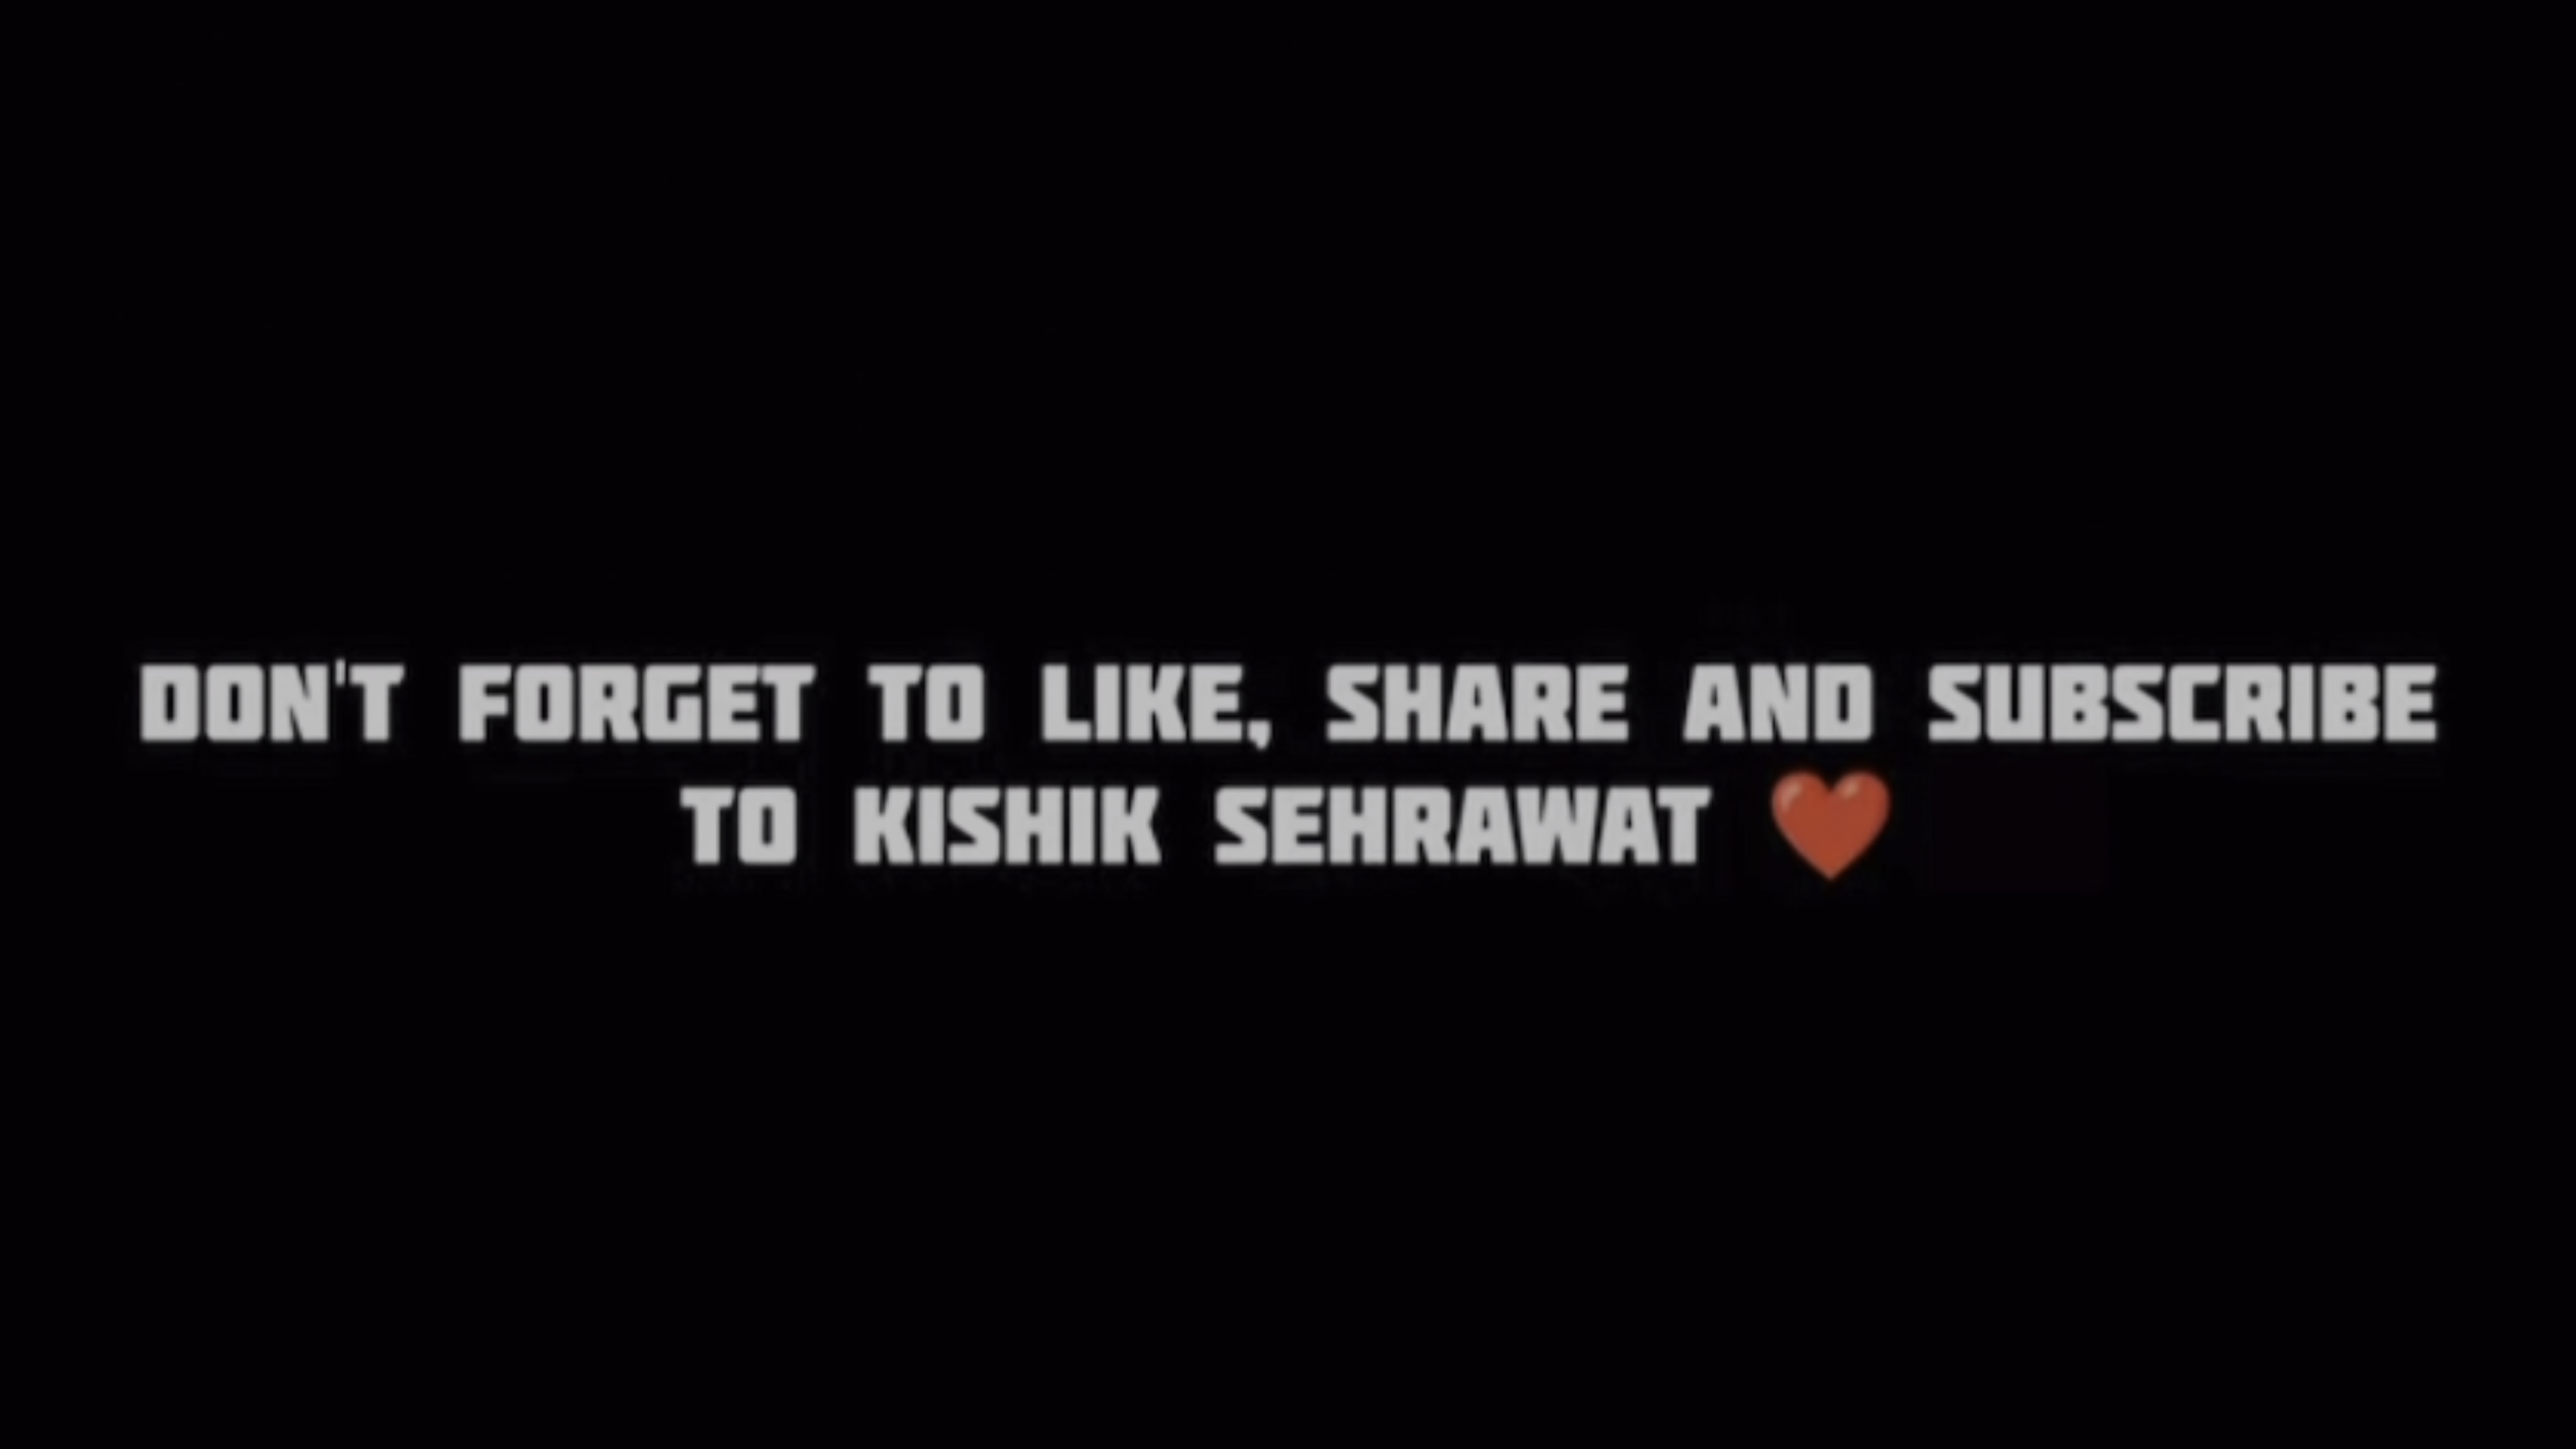 DON'T FORGET TO LIKE, SHARE AND SUBSCRIBE
TO KISHIK SEHRAWAT ❤️